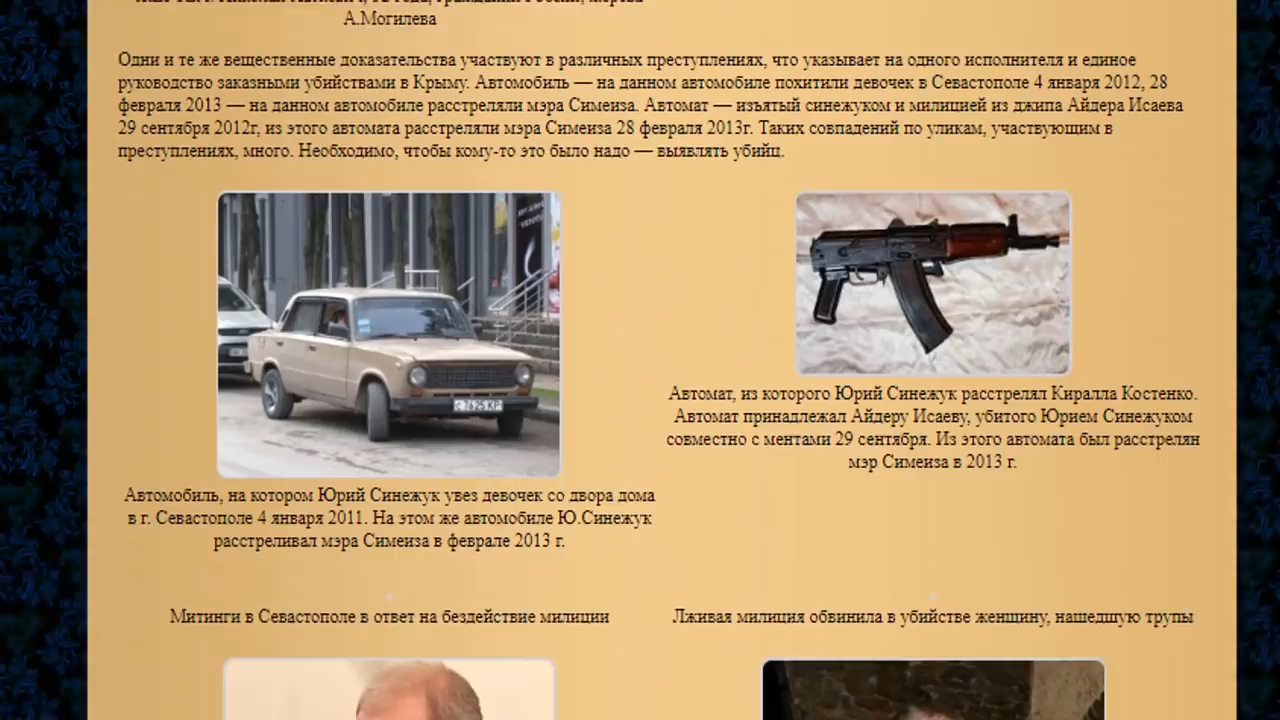 А.Могилева
Одни и те же вещественные доказательства участвуют в различных преступлениях, что указывает на одного исполнителя и единое
руководство заказными убийствами в Крыму. Автомобиль — на данном автомобиле похитили девочек в Севастополе 4 января 2012, 28
февраля 2013 — на данном автомобиле расстреляли мэра Симеиза. Автомат — изъятый синежуком и милицией из джипа Айдера Исаева
29 сентября 2012г, из этого автомата расстреляли мэра Симеиза 28 февраля 2013г. Таких совпадений по уликам, участвующим в
преступлениях, много. Необходимо, чтобы кому-то это было надо — выявлять убийц.
с 7625 КР
Автомобиль, на котором Юрий Синежук увез девочек со двора дома
в г. Севастополе 4 января 2011. На этом же автомобиле Ю.Синежук
расстреливал мэра Симеиза в феврале 2013 г.
Автомат, из которого Юрий Синежук расстрелял Киралла Костенко.
Автомат принадлежал Айдеру Исаеву, убитого Юрием Синежуком
совместно с ментами 29 сентября. Из этого автомата был расстрелян
мэр Симеиза в 2013 г.
Митинги в Севастополе в ответ на бездействие милиции
Лживая милиция обвинила в убийстве женщину, нашедшую трупы